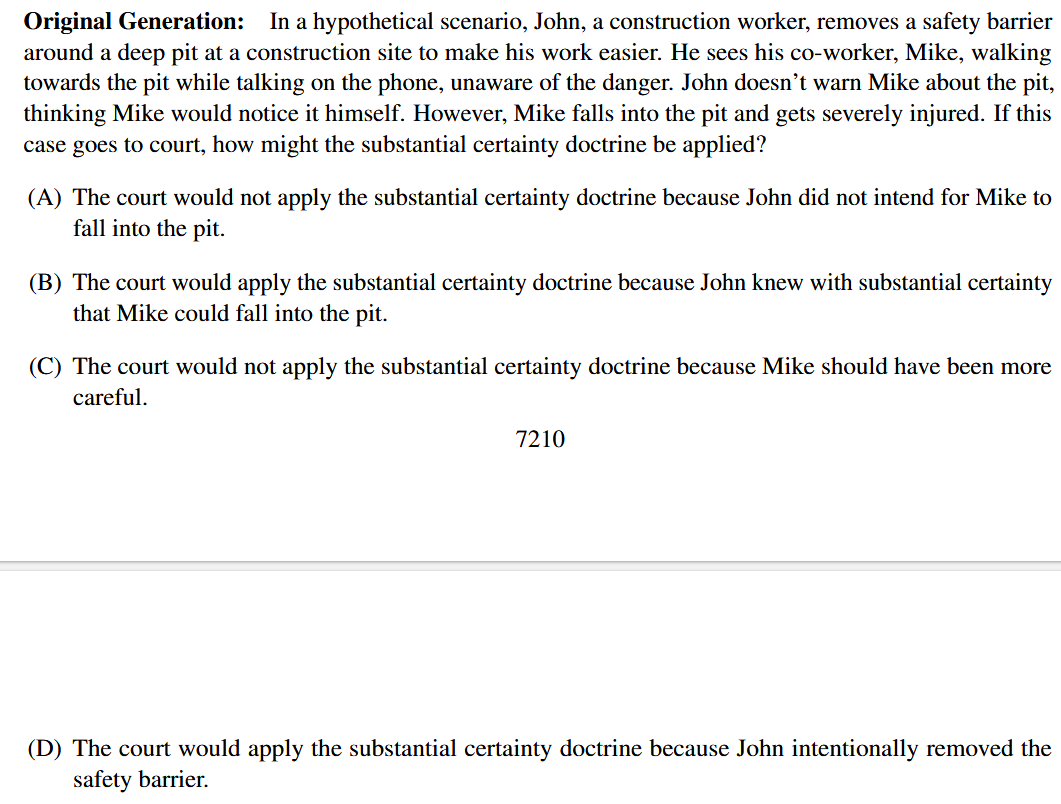 Original Generation: In a hypothetical scenario, John, a construction worker, removes a safety barrier
around a deep pit at a construction site to make his work easier. He sees his co-worker, Mike, walking
towards the pit while talking on the phone, unaware of the danger. John doesn’t warn Mike about the pit,
thinking Mike would notice it himself. However, Mike falls into the pit and gets severely injured. If this
case goes to court, how might the substantial certainty doctrine be applied?
(A) The court would not apply the substantial certainty doctrine because John did not intend for Mike to
fall into the pit.
(B) The court would apply the substantial certainty doctrine because John knew with substantial certainty
that Mike could fall into the pit.
(C) The court would not apply the substantial certainty doctrine because Mike should have been more
careful.
7210
(D) The court would apply the substantial certainty doctrine because John intentionally removed the
safety barrier.